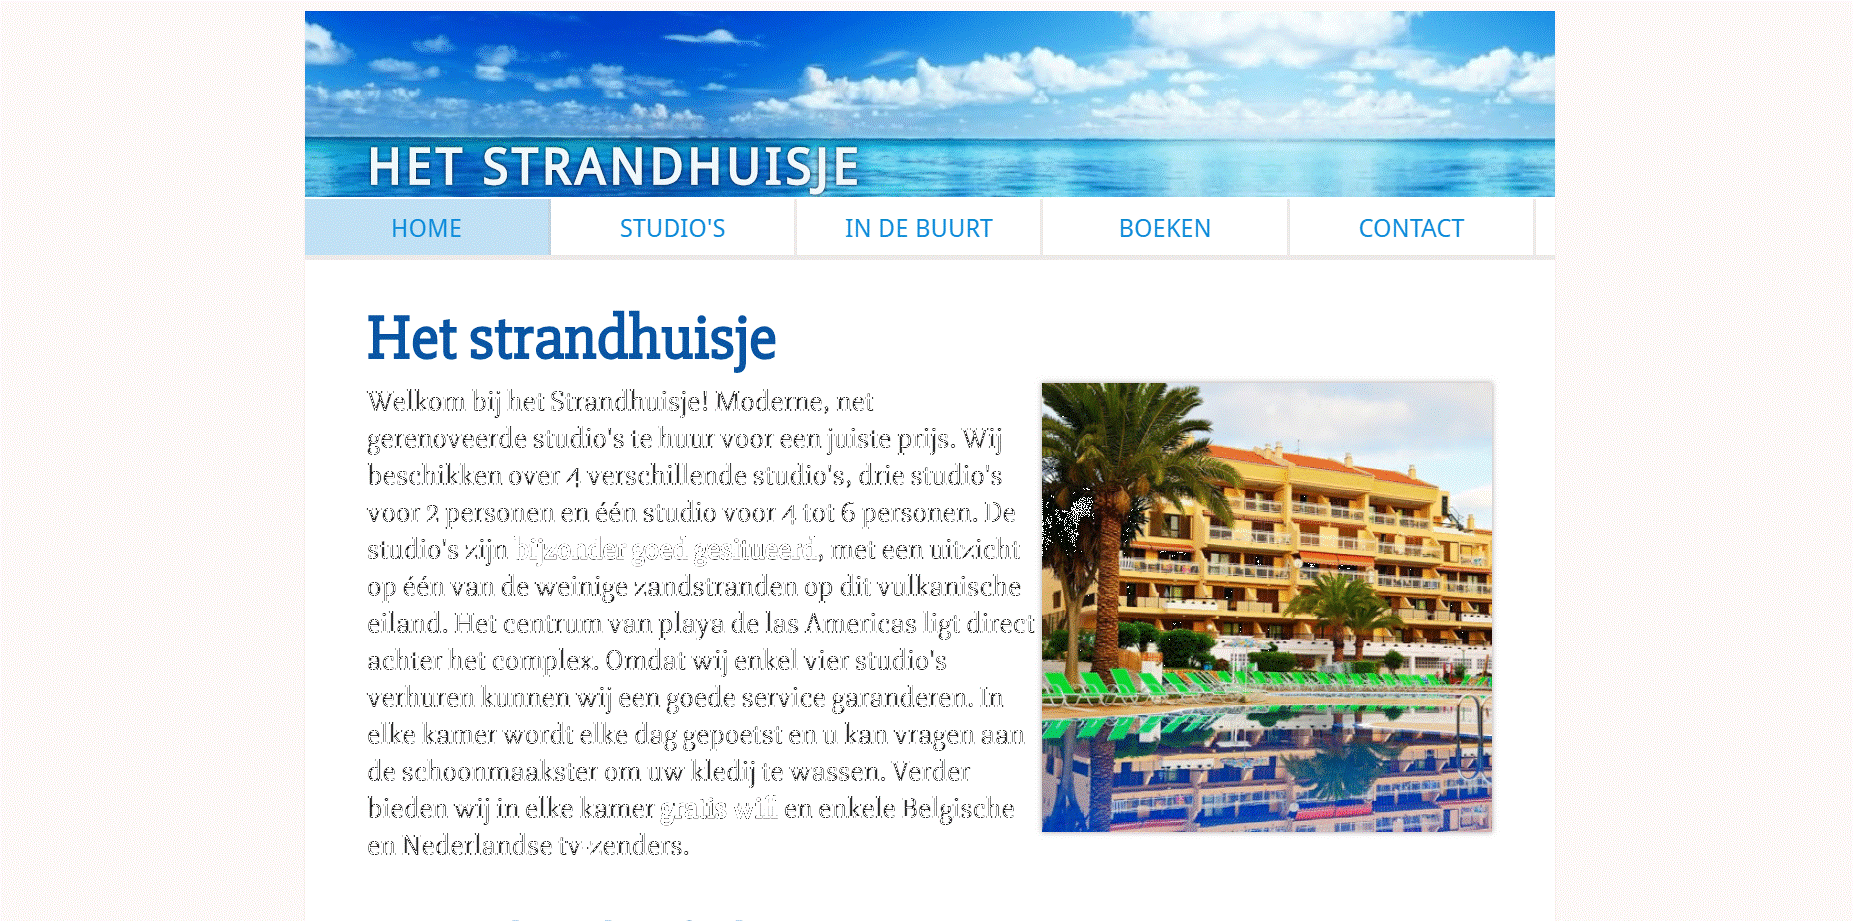 HET STRANDHUISJE
HOME STUDIO'S IN DE BUURT BOEKEN CONTACT
Het strandhuisje
Welkom bij het Strandhuisje! Moderne, net
gerenoveerde studio's te huur voor een juiste prijs. Wij
beschikken over 4 verschillende studio's, drie studio's
voor 2 personen en één studio voor 4 tot 6 personen. De
studio's zijn bijzonder goed gesitueerd, met een uitzicht
op één van de weinige zandstranden op dit vulkanische
eiland. Het centrum van playa de las Americas ligt direct
achter het complex. Omdat wij enkel vier studio's
verhuren kunnen wij een goede service garanderen. In
elke kamer wordt elke dag gepoetst en u kan vragen aan
de schoonmaakster om uw kledij te wassen. Verder
bieden wij in elke kamer gratis wifi en enkele Belgische
en Nederlandse tv-zenders.